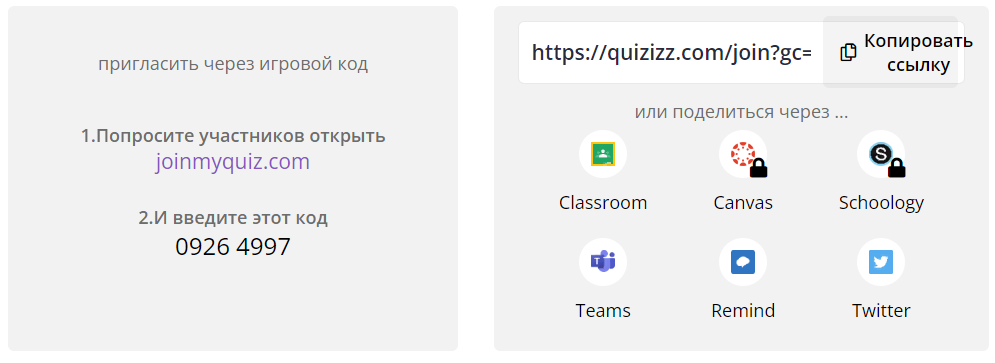 пригласить через игровой код
1.Попросите участников открыть
joinmyquiz.com
2.И введите этот код
0926 4997
https://quizizz.com/join?gc=
Копировать
ссылку
или поделиться через ...
Classroom
Canvas
Schoology
Teams
Remind
Twitter